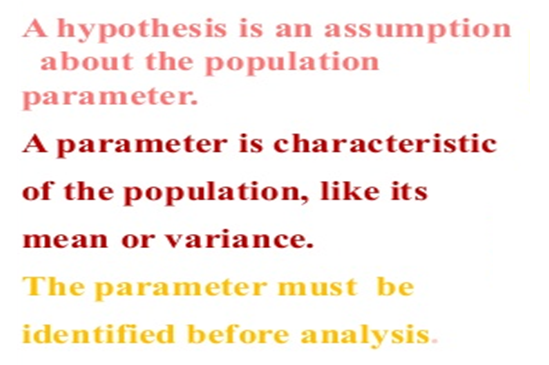 A hypothesis is an assumption
about the population
parameter.
A parameter is characteristic
of the population, like its
mean or variance.
The parameter must be
identified before analysis.